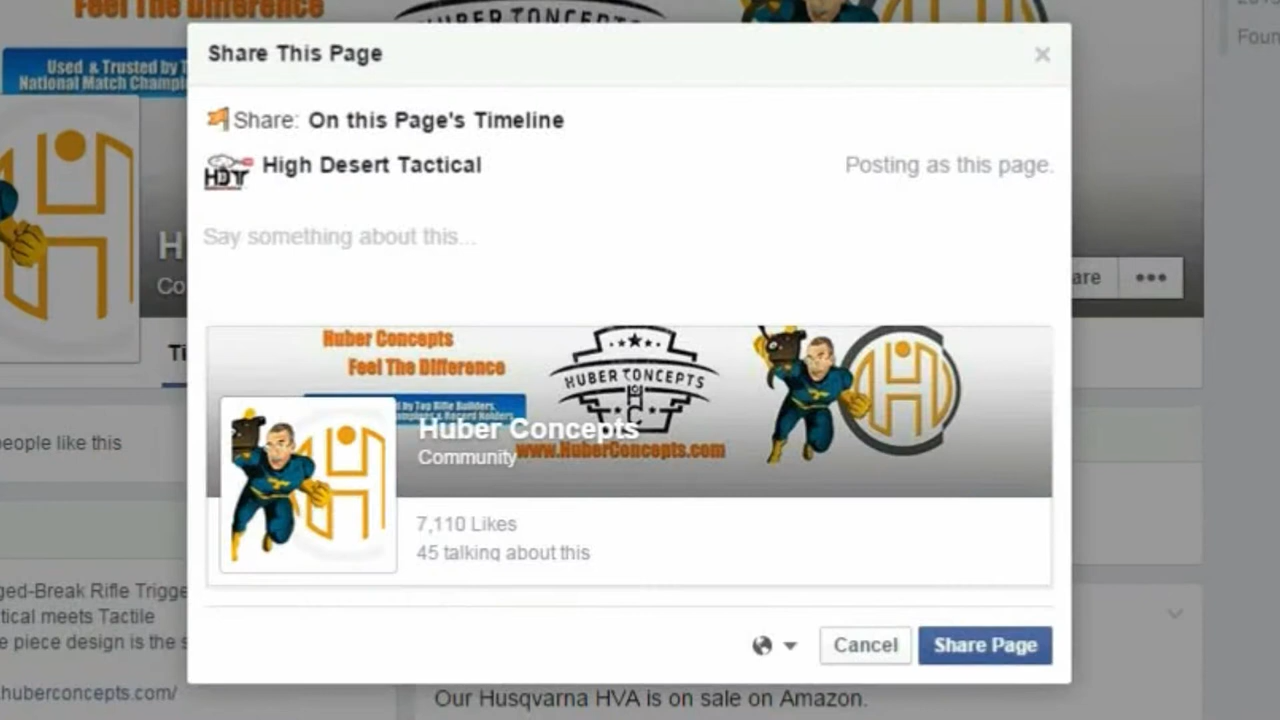 Feel The Difference
HUBER CONCEPTS
Used & Trusted by T
National Match Champi
Foun
Share This Page
×
Share: On this Page's Timeline
HDT High Desert Tactical
Posting as this page.
Say something about this...
H
Co
are
•••
Ti
Huber Concepts
Feel The Difference
HUBER CONCEPTS
d by Top Rifle Builders,
Champions & Record Holders
Huber Concepts
Community
www.HuberConcepts.com
people like this
7,110 Likes
45 talking about this
ged-Break Rifle Trigge
tical meets Tactile
e piece design is the s
Cancel
Share Page
huberconcepts.com/
Our Husqvarna HVA is on sale on Amazon.